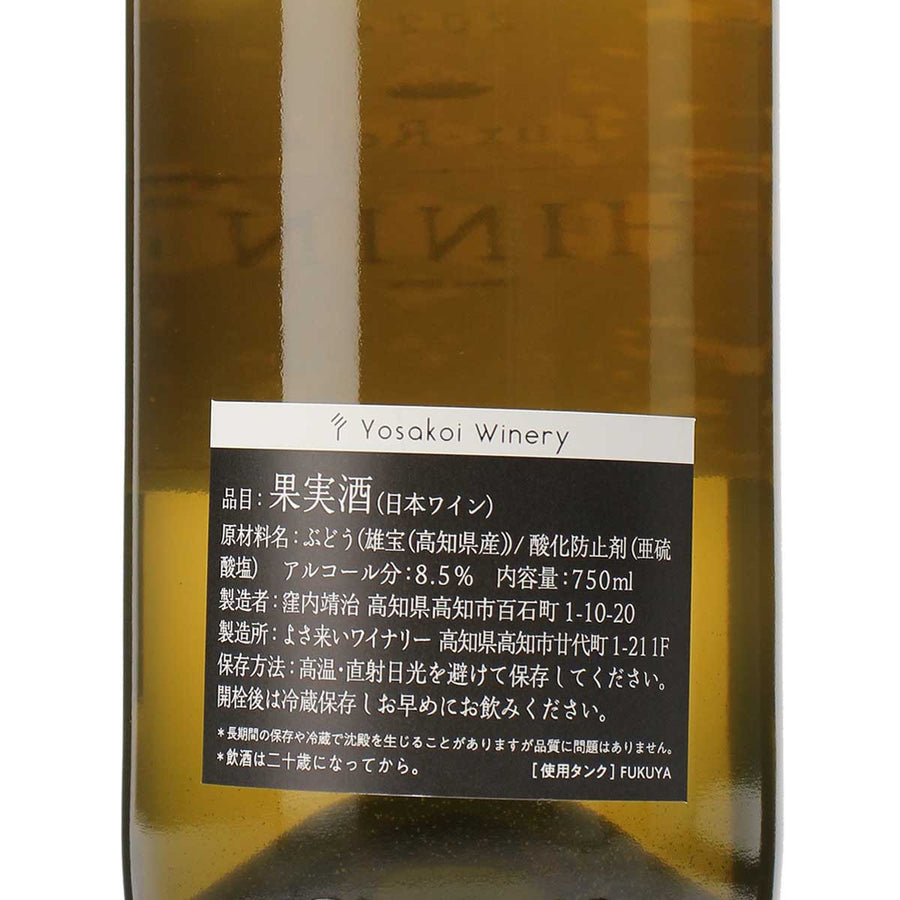 Yosakoi Winery
品目:果実酒(日本ワイン)
原材料名:ぶどう(雄宝(高知県産))/酸化防止剤(亜硫
酸塩) アルコール分:8.5% 内容量:750ml
製造者:窪内靖治 高知県高知市百石町1-10-20
製造所:よさ来いワイナリー 高知県高知市廿代町1-21 1F
保存方法:高温・直射日光を避けて保存してください。
開栓後は冷蔵保存しお早めにお飲みください。
*長期間の保存や冷蔵で沈殿を生じることがありますが品質に問題はありません。
*飲酒は二十歳になってから。 [使用タンク] FUKUYA